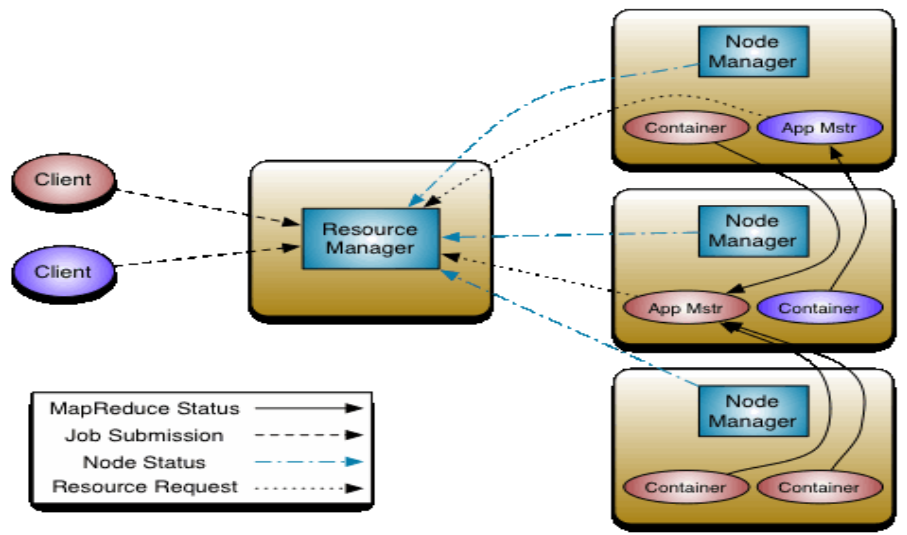 Client
Client
Resource
Manager
Node
Manager
Container
App Mstr
Node
Manager
App Mstr
Container
Node
Manager
Container
Container
MapReduce Status
Job Submission
Node Status
Resource Request